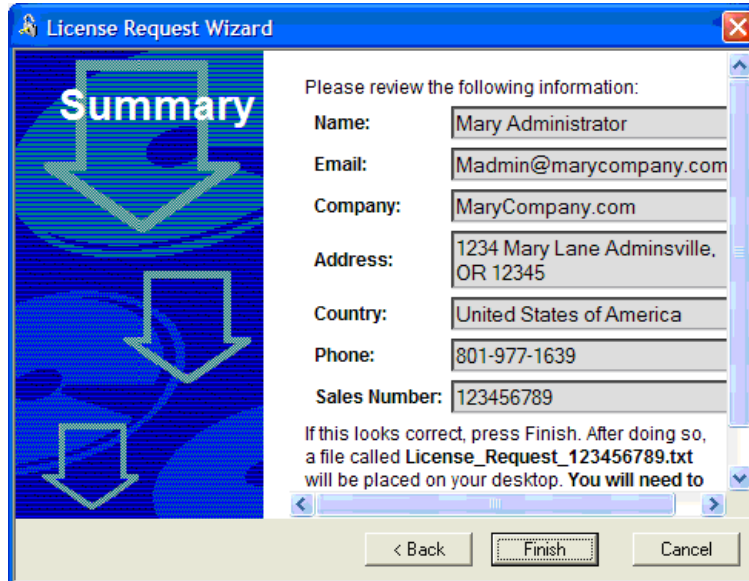 License Request Wizard
Summary
Please review the following information:
Name: Mary Administrator
Email: Madmin@marycompany.com
Company: MaryCompany.com
Address: 1234 Mary Lane Adminsville,
OR 12345
Country: United States of America
Phone: 801-977-1639
Sales Number: 123456789
If this looks correct, press Finish. After doing so,
a file called License_Request_123456789.txt
will be placed on your desktop. You will need to
< Back Finish Cancel